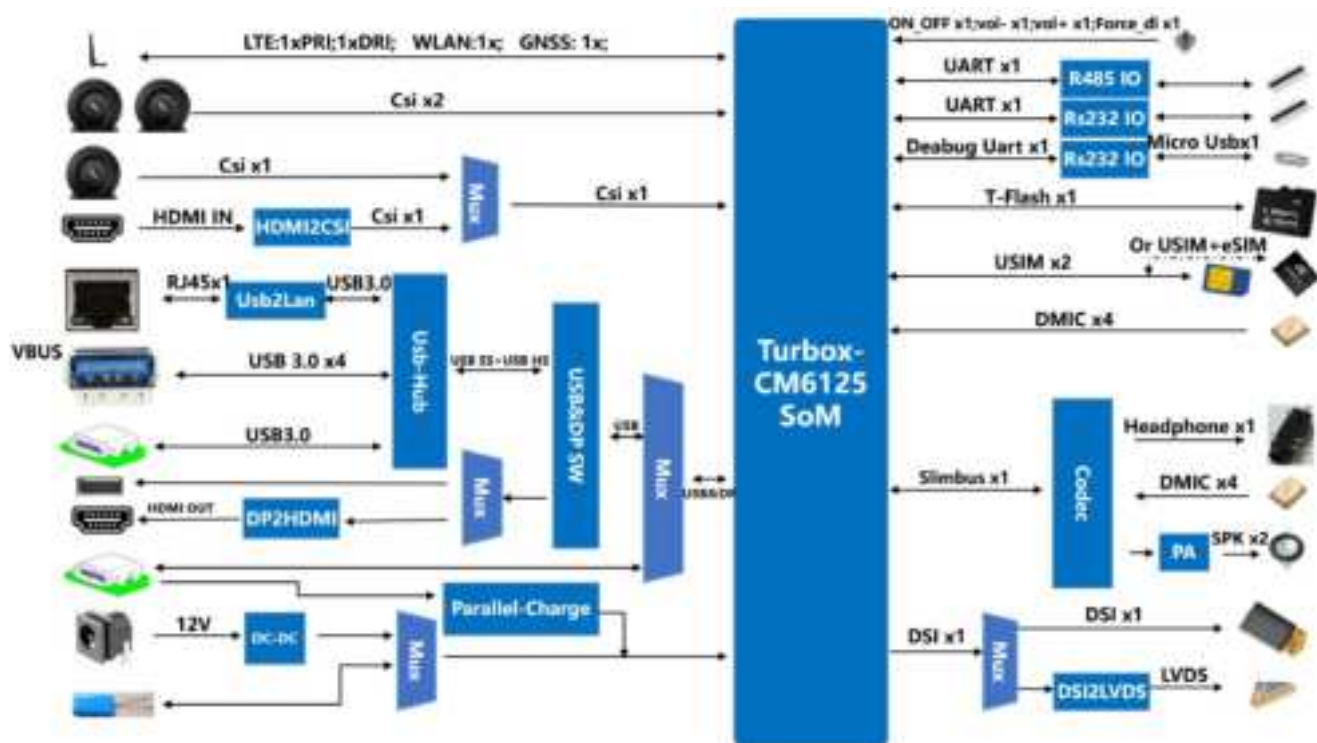 LTE:1xPRI;1xDRI; WLAN:1x; GNSS: 1x;
Csi x2
Csi x1
Mux
Csi x1
HDMI IN
HDMI2CSI
Csi x1
RJ45x1
Usb2Lan
USB3.0
VBUS
USB 3.0 x4
Usb-Hub
USB SS+USB HS
USB&DP SW
USB
Mux
USB&DP
USB3.0
Mux
HDMI OUT
DP2HDMI
Parallel-Charge
12V
DC-DC
Mux
Turbox-
CM6125
SoM
ON_OFF x1;vol- x1;vol+ x1;Force_dl x1
UART x1
R485 IO
UART x1
Rs232 IO
Deabug Uart x1
Rs232 IO
Micro Usbx1
T-Flash x1
Or USIM+eSIM
USIM x2
DMIC x4
Headphone x1
Slimbus x1
Codec
DMIC x4
PA
SPK x2
DSI x1
Mux
DSI x1
DSI2LVDS
LVDS